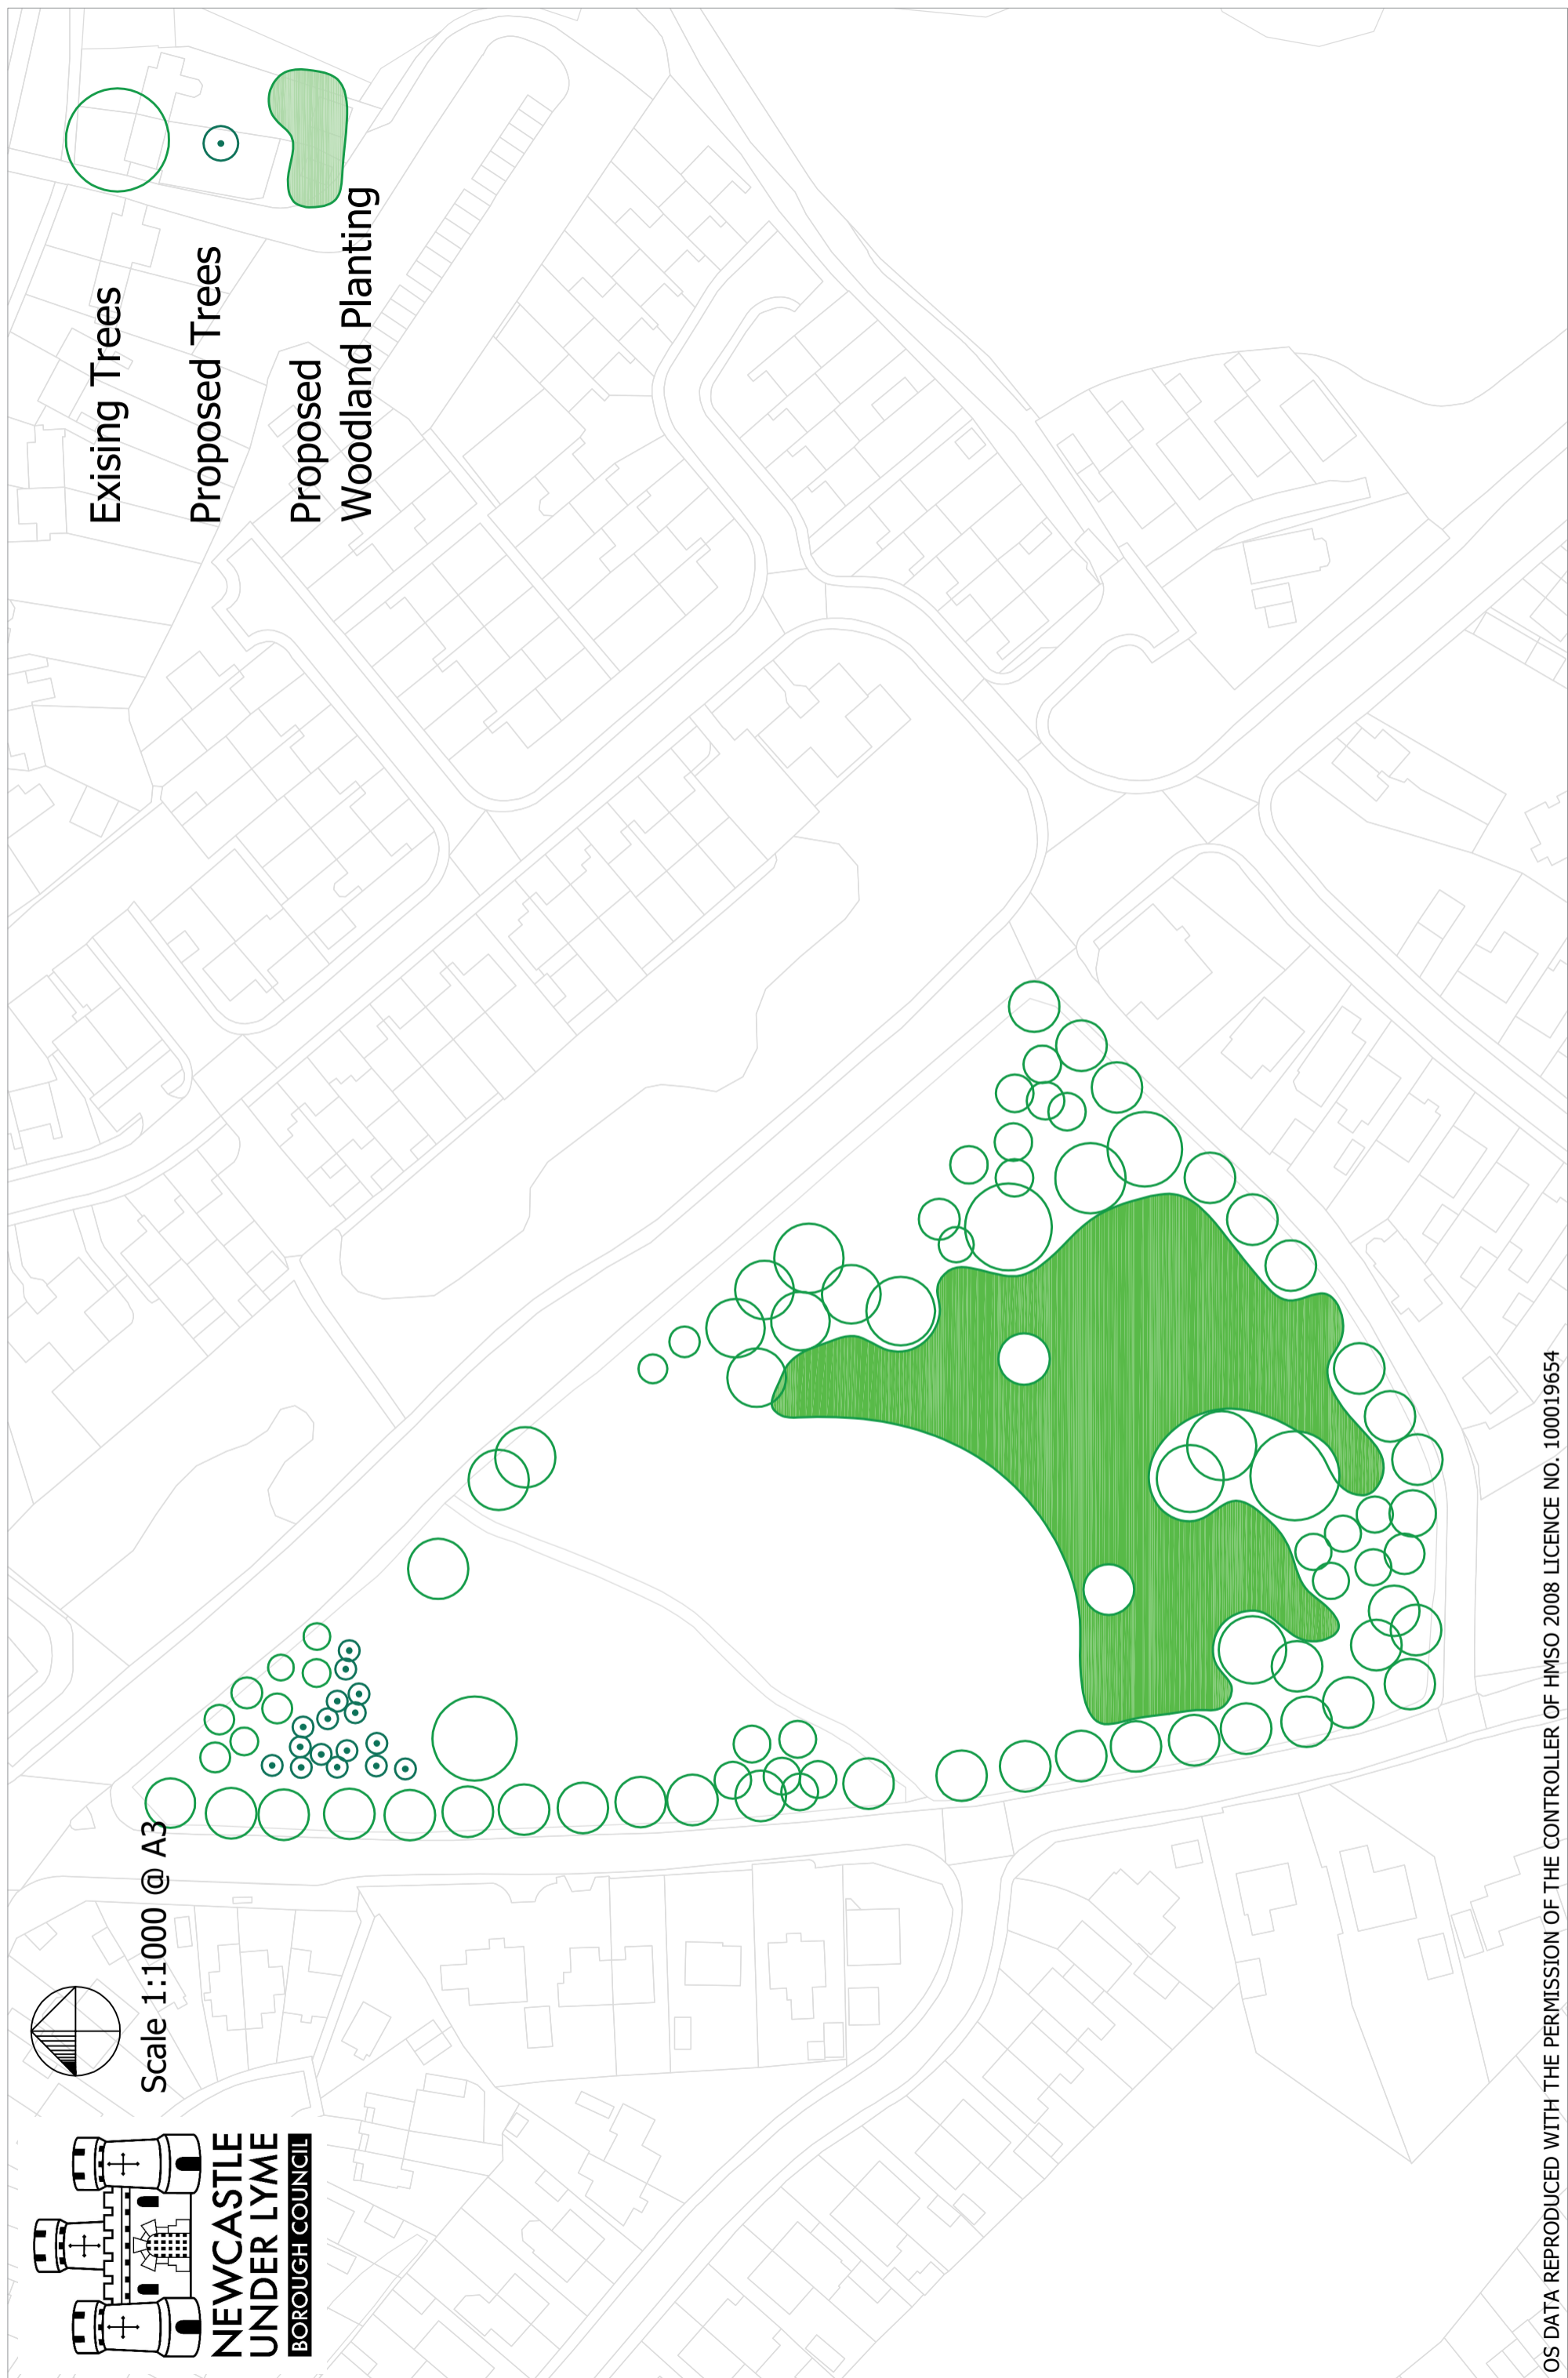 Exising Trees
Proposed Trees
Proposed
Woodland Planting
Scale 1:1000 @ A3
NEWCASTLE
UNDER LYME
BOROUGH COUNCIL
OS DATA REPRODUCED WITH THE PERMISSION OF THE CONTROLLER OF HMSO 2008 LICENCE NO. 100019654